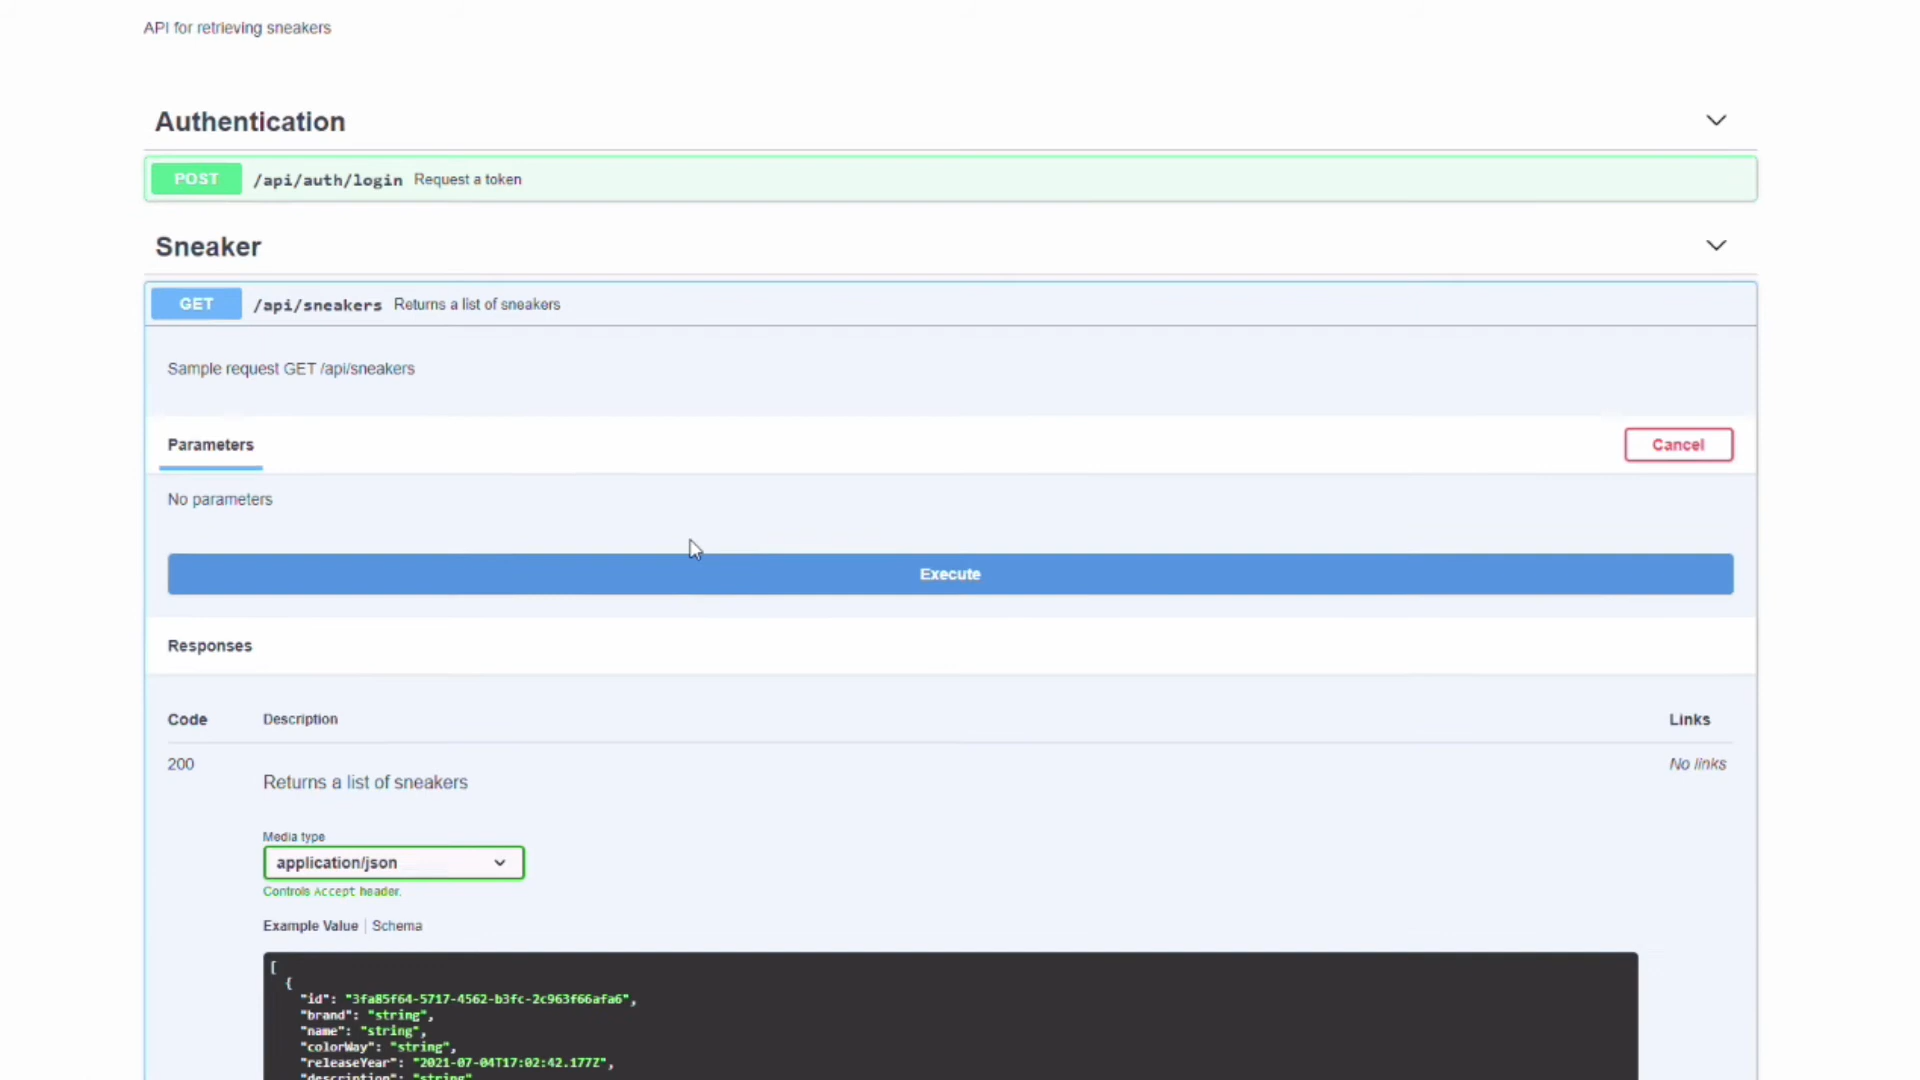 API for retrieving sneakers
Authentication
POST /api/auth/login Request a token
Sneaker
GET /api/sneakers Returns a list of sneakers
Sample request GET /api/sneakers
Parameters
Cancel
No parameters
Execute
Responses
Code Description Links
200 No links
Returns a list of sneakers
Media type
application/json
Controls Accept header.
Example Value | Schema
[
{
"id": "3fa85f64-5717-4562-b3fc-2c963f66afa6",
"brand": "string",
"name": "string",
"colorWay": "string",
"releaseYear": "2021-07-04T17:02:42.177Z",
"description": "string"